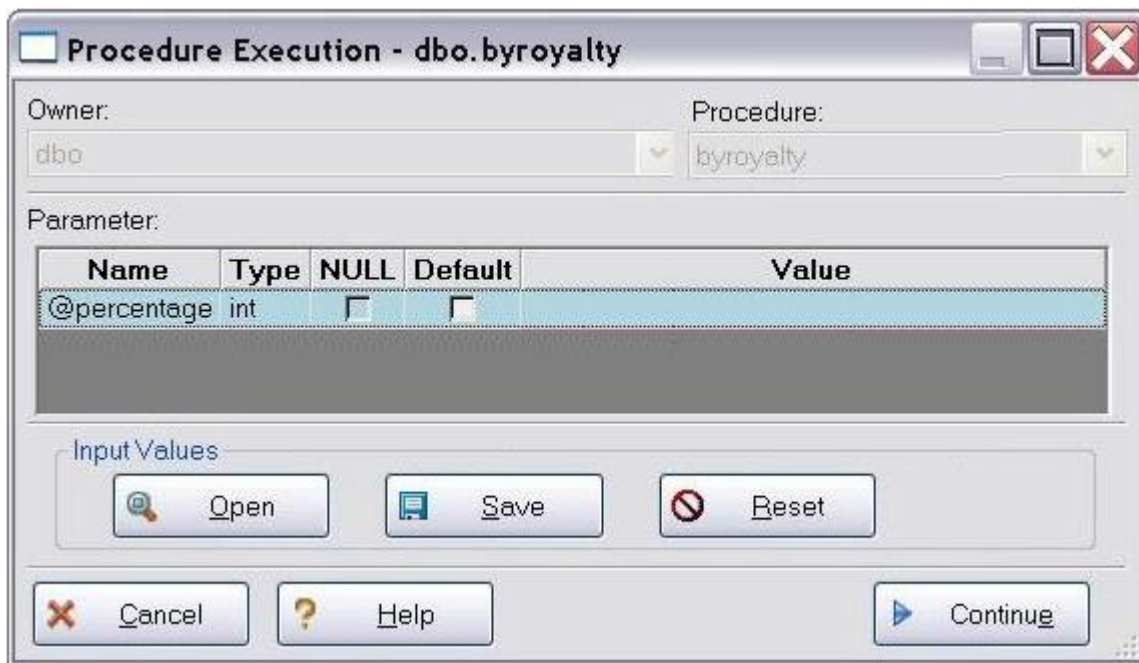 Procedure Execution - dbo.byroyalty
Owner: Procedure:
dbo byroyalty
Parameter:
Name Type NULL Default Value
@percentage int
Input Values
Open Save Reset
Cancel Help Continue